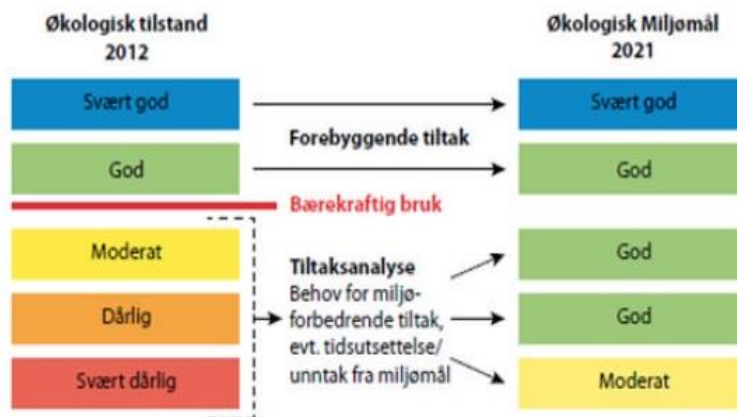 Økologisk tilstand
2012
Økologisk Miljømål
2021
Svært god
Svært god
Forebyggende tiltak
God
God
Bærekraftig bruk
Moderat
God
Tiltaksanalyse
Behov for miljø-
forbedrende tiltak,
evt. tidsutsettelse/
unntak fra miljømål
Dårlig
God
Svært dårlig
Moderat